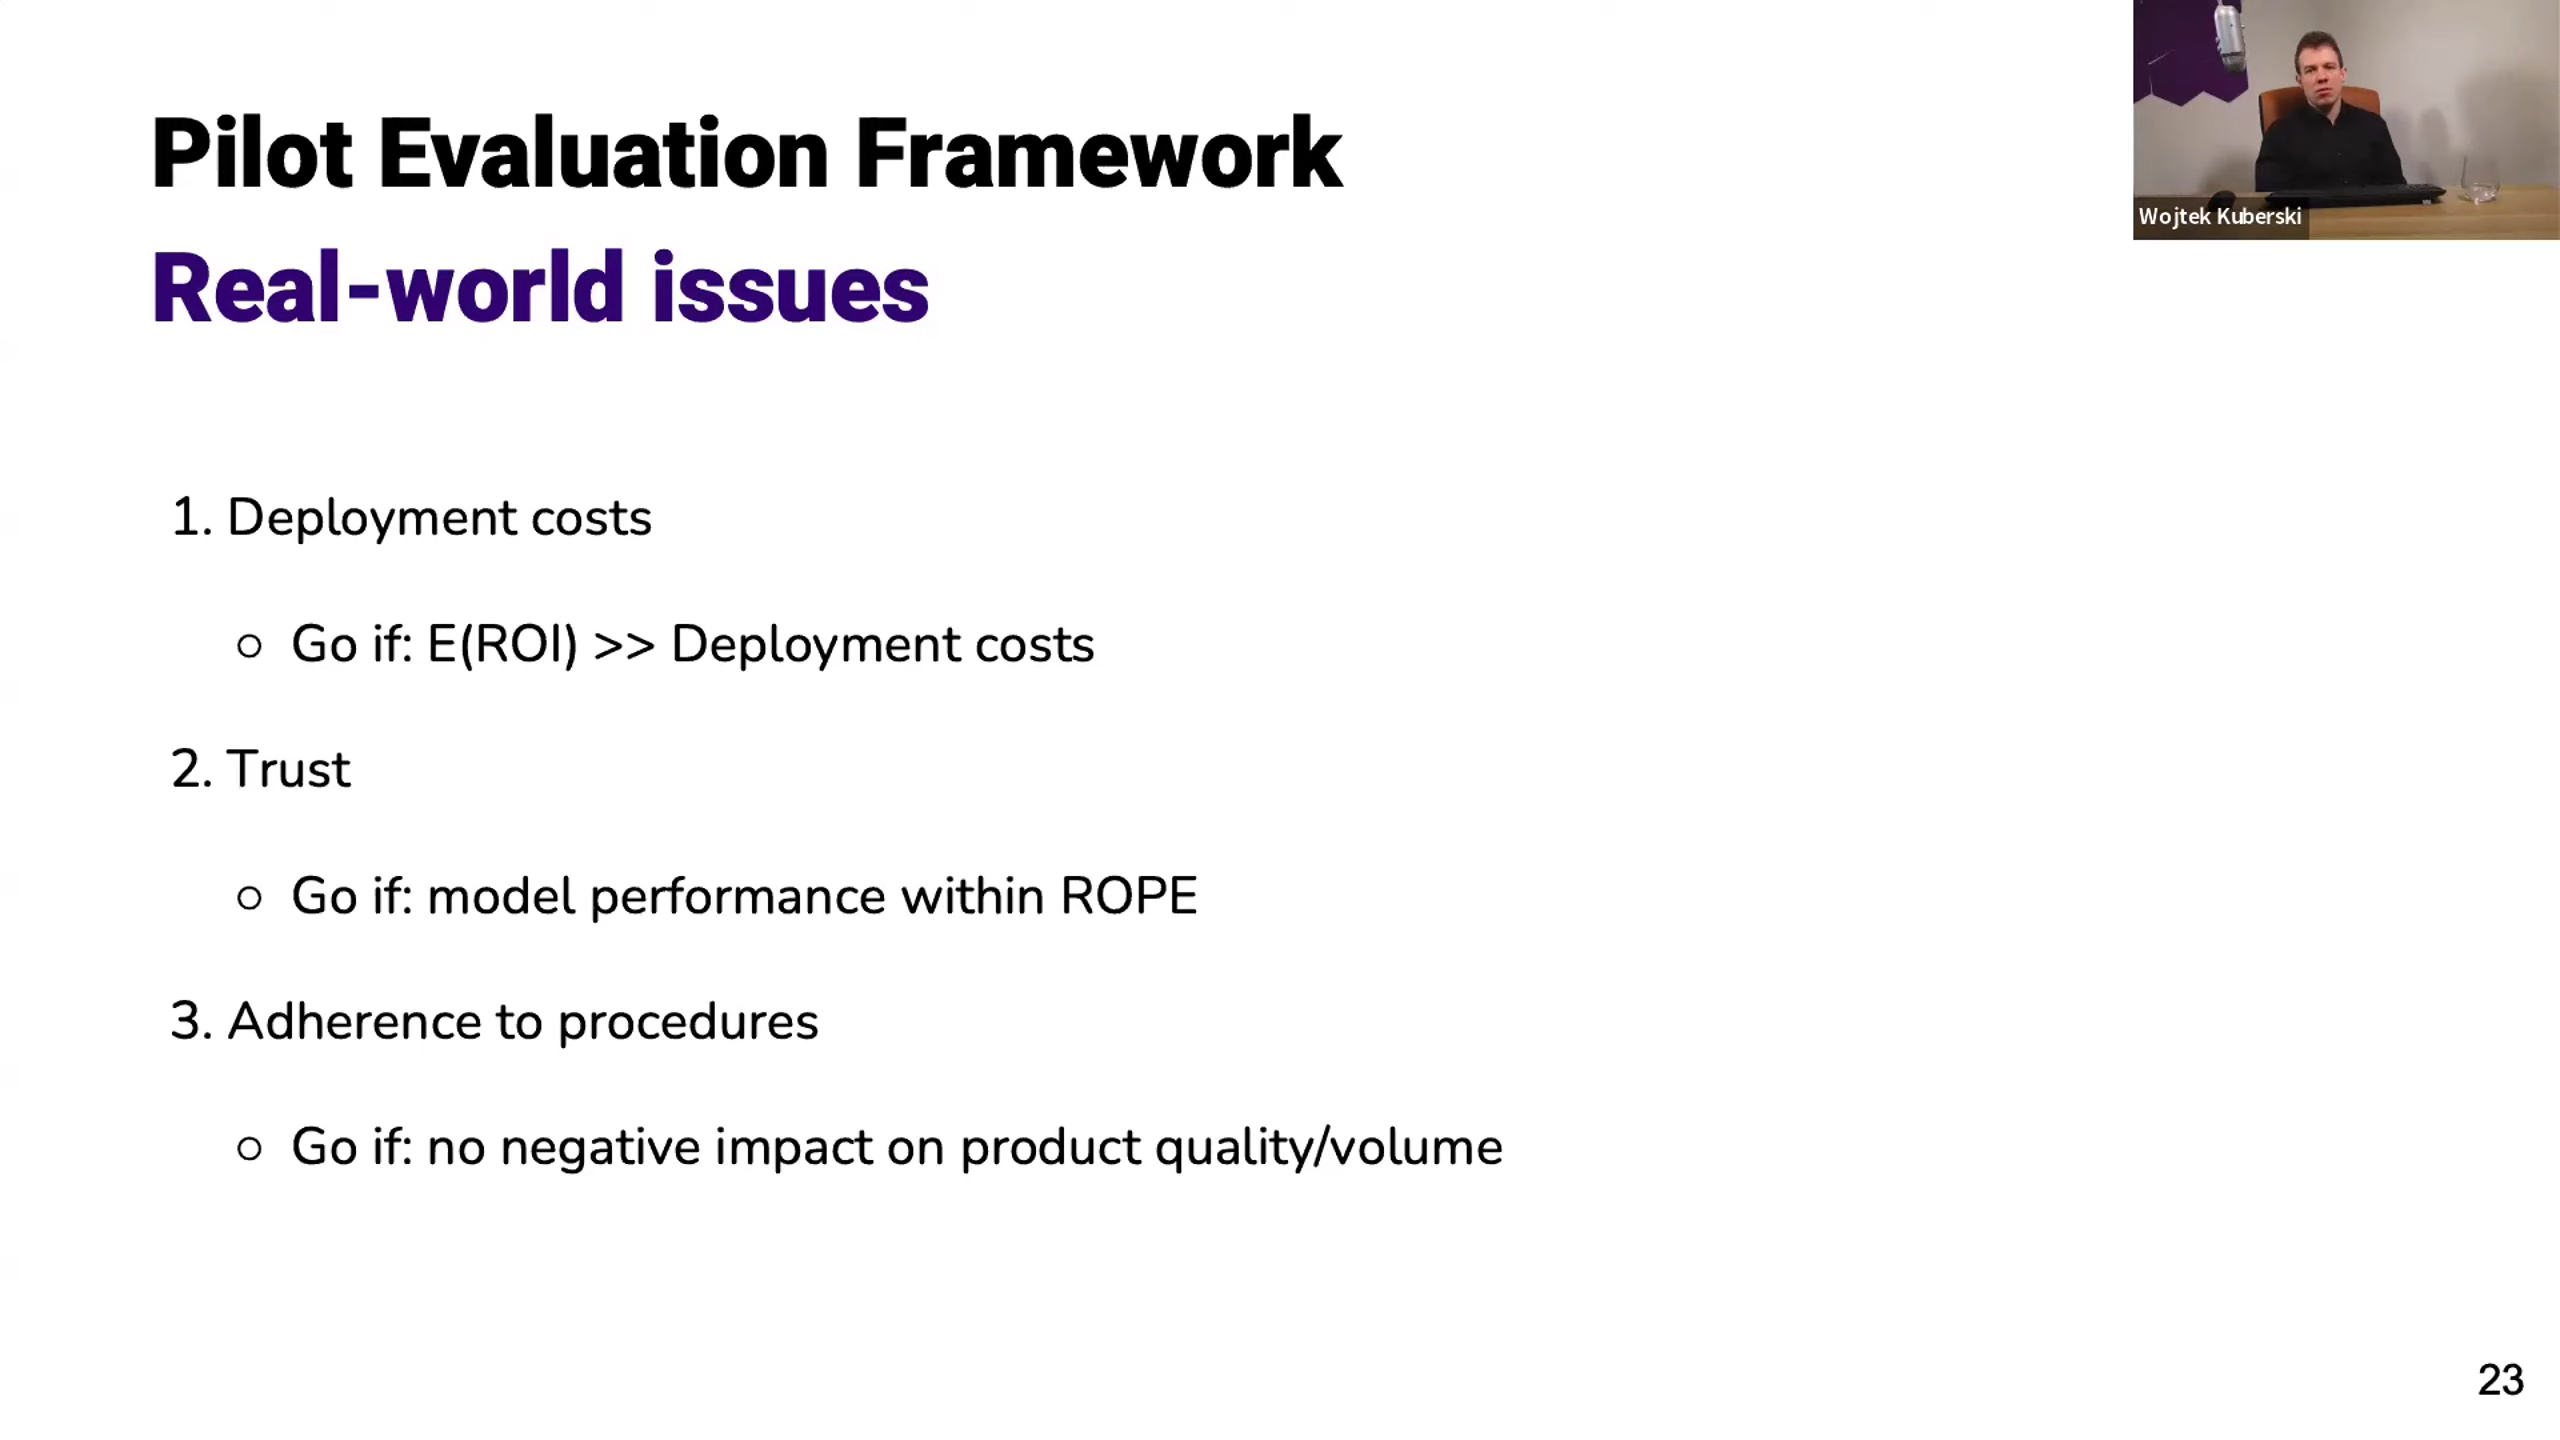 Pilot Evaluation Framework
Real-world issues
Wojtek Kuberski
1. Deployment costs
○ Go if: E(ROI) >> Deployment costs
2. Trust
○ Go if: model performance within ROPE
3. Adherence to procedures
○ Go if: no negative impact on product quality/volume
23